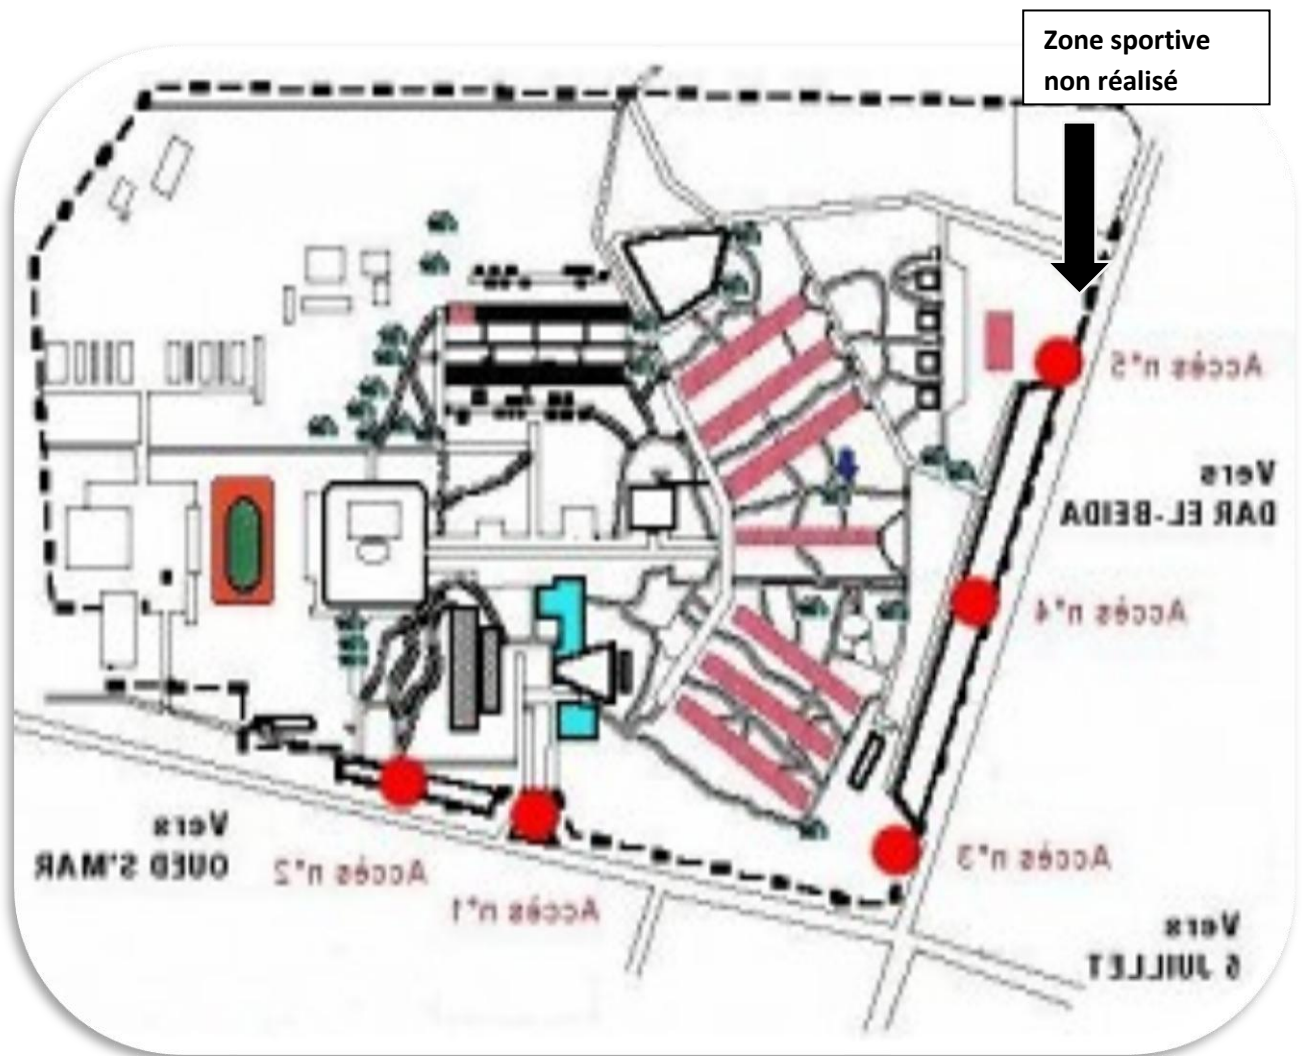 Zone sportive
non réalisé
Accès n°5
Vers
DAR EL-BEIDA
Accès n°4
Vers
OUED S'MAR
Accès n°2
Accès n°1
Accès n°3
Vers
5 JUILLET